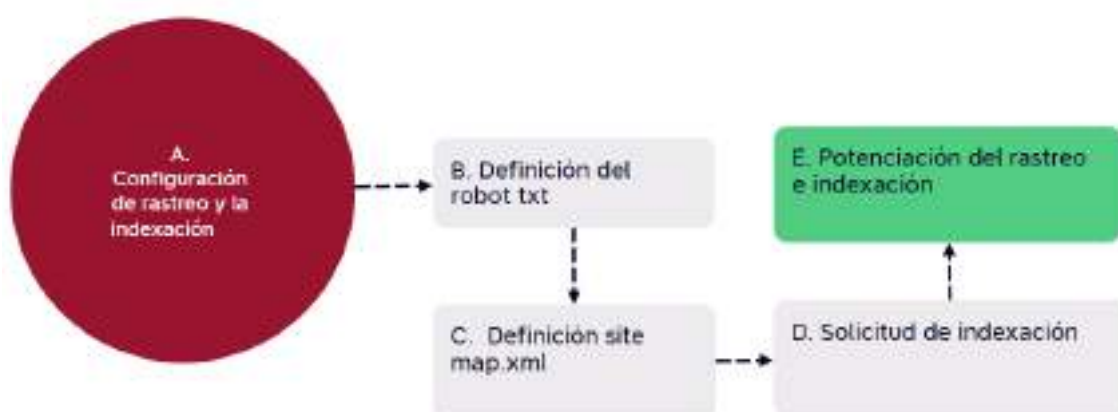 A.
Configuración
de rastreo y la
indexación
B. Definición del
robot txt
C. Definición site
map.xml
D. Solicitud de indexación
E. Potenciación del rastreo
e indexación